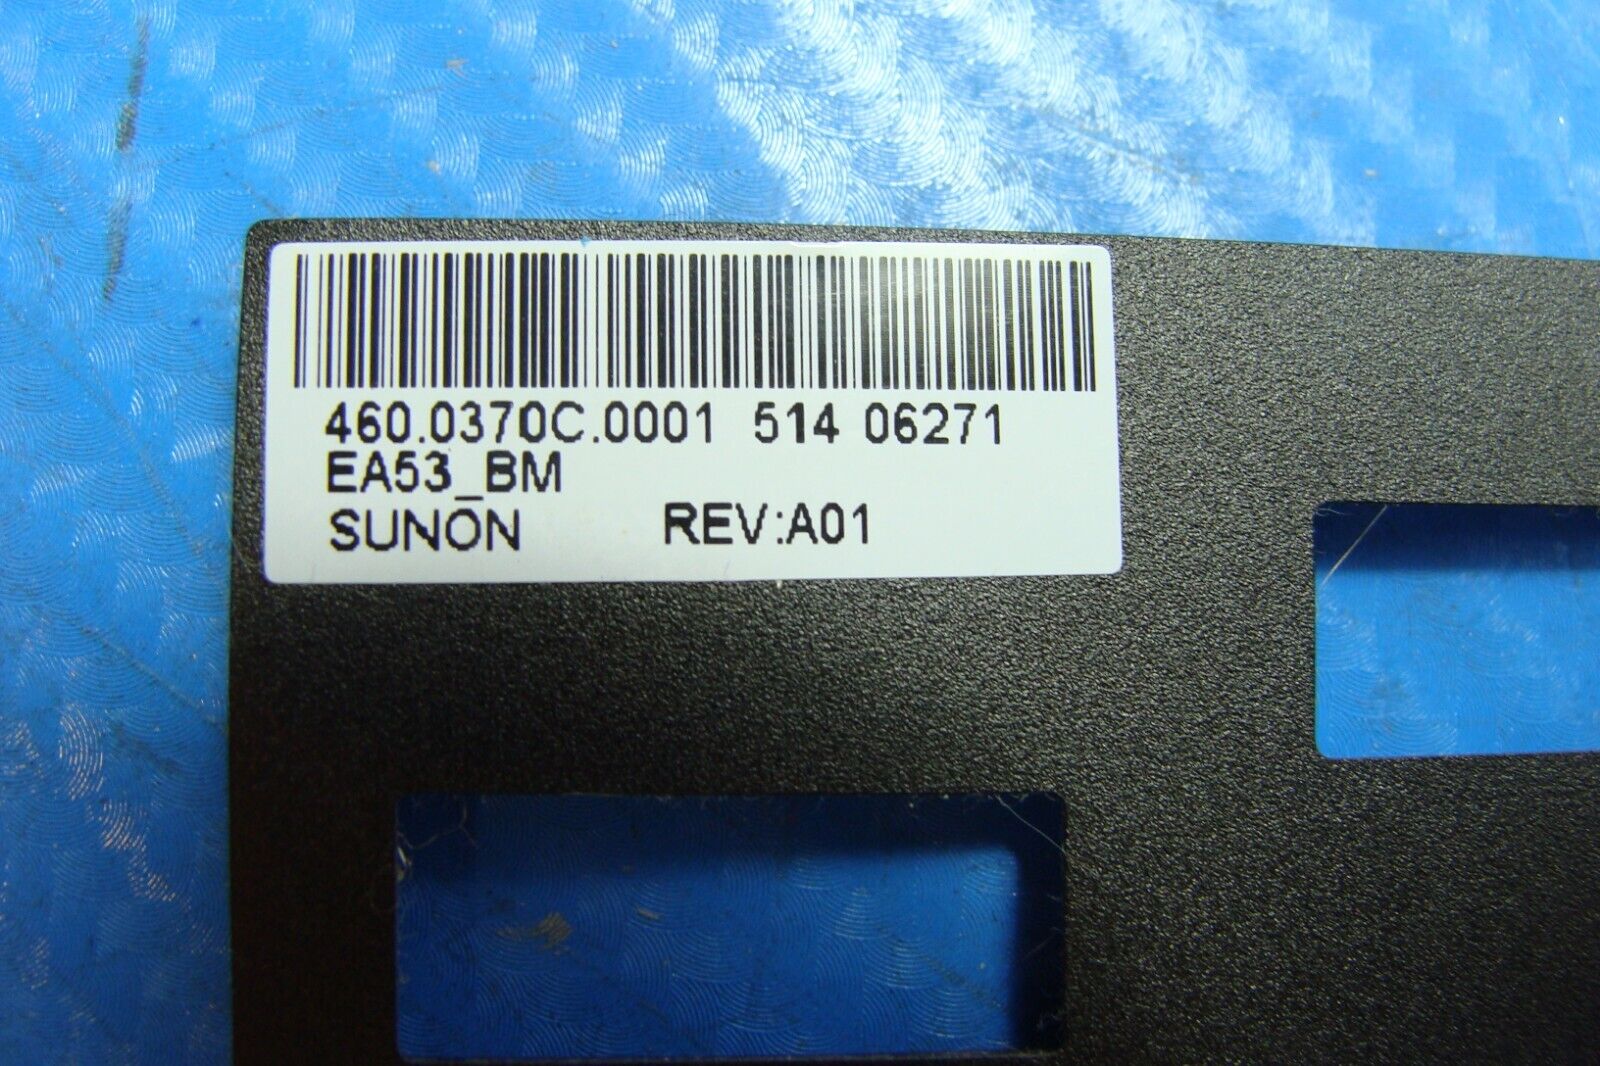 460.0370C.0001 514 06271
EA53_BM
SUNON REV:A01